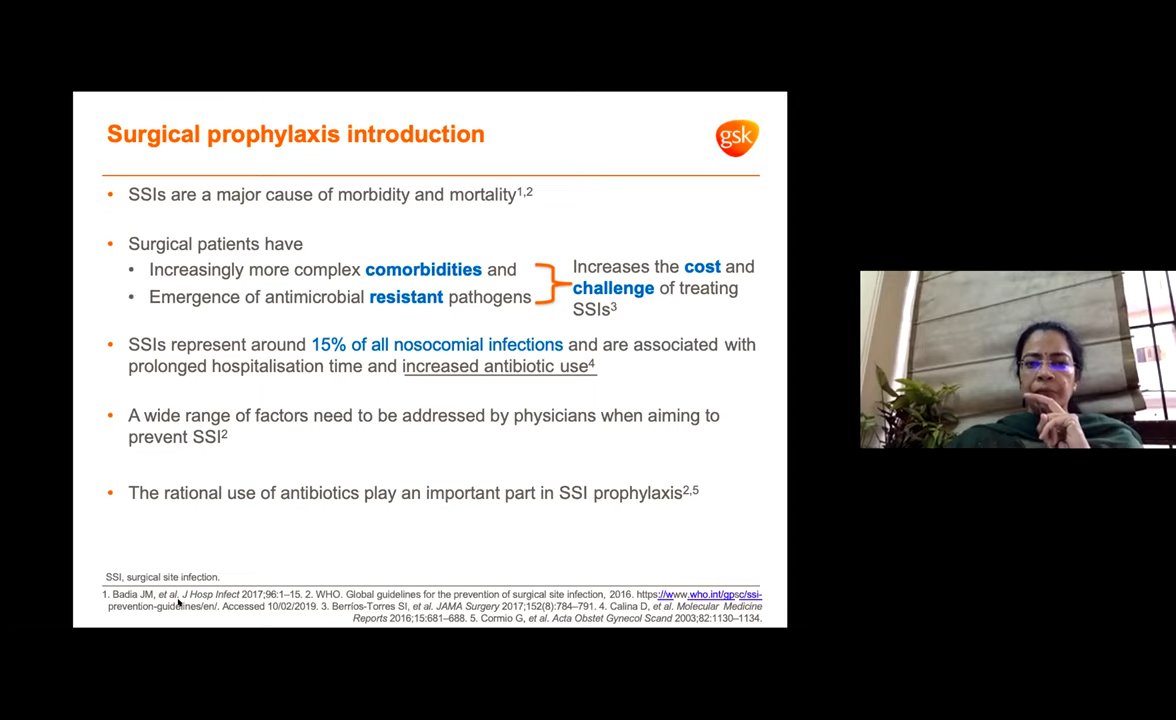 Surgical prophylaxis introduction
gsk
• SSIs are a major cause of morbidity and mortality1,2
• Surgical patients have
• Increasingly more complex comorbidities and
• Emergence of antimicrobial resistant pathogens
Increases the cost and
challenge of treating
SSIs3
• SSIs represent around 15% of all nosocomial infections and are associated with
prolonged hospitalisation time and increased antibiotic use4
• A wide range of factors need to be addressed by physicians when aiming to
prevent SSI2
• The rational use of antibiotics play an important part in SSI prophylaxis2,5
SSI, surgical site infection.
1. Badia JM, et al. J Hosp Infect 2017;96:1–15. 2. WHO. Global guidelines for the prevention of surgical site infection, 2016. https://www.who.int/gpsc/ssi-
prevention-guidelines/en/. Accessed 10/02/2019. 3. Berríos-Torres SI, et al. JAMA Surgery 2017;152(8):784–791. 4. Calina D, et al. Molecular Medicine
Reports 2016;15:681–688. 5. Cormio G, et al. Acta Obstet Gynecol Scand 2003;82:1130–1134.